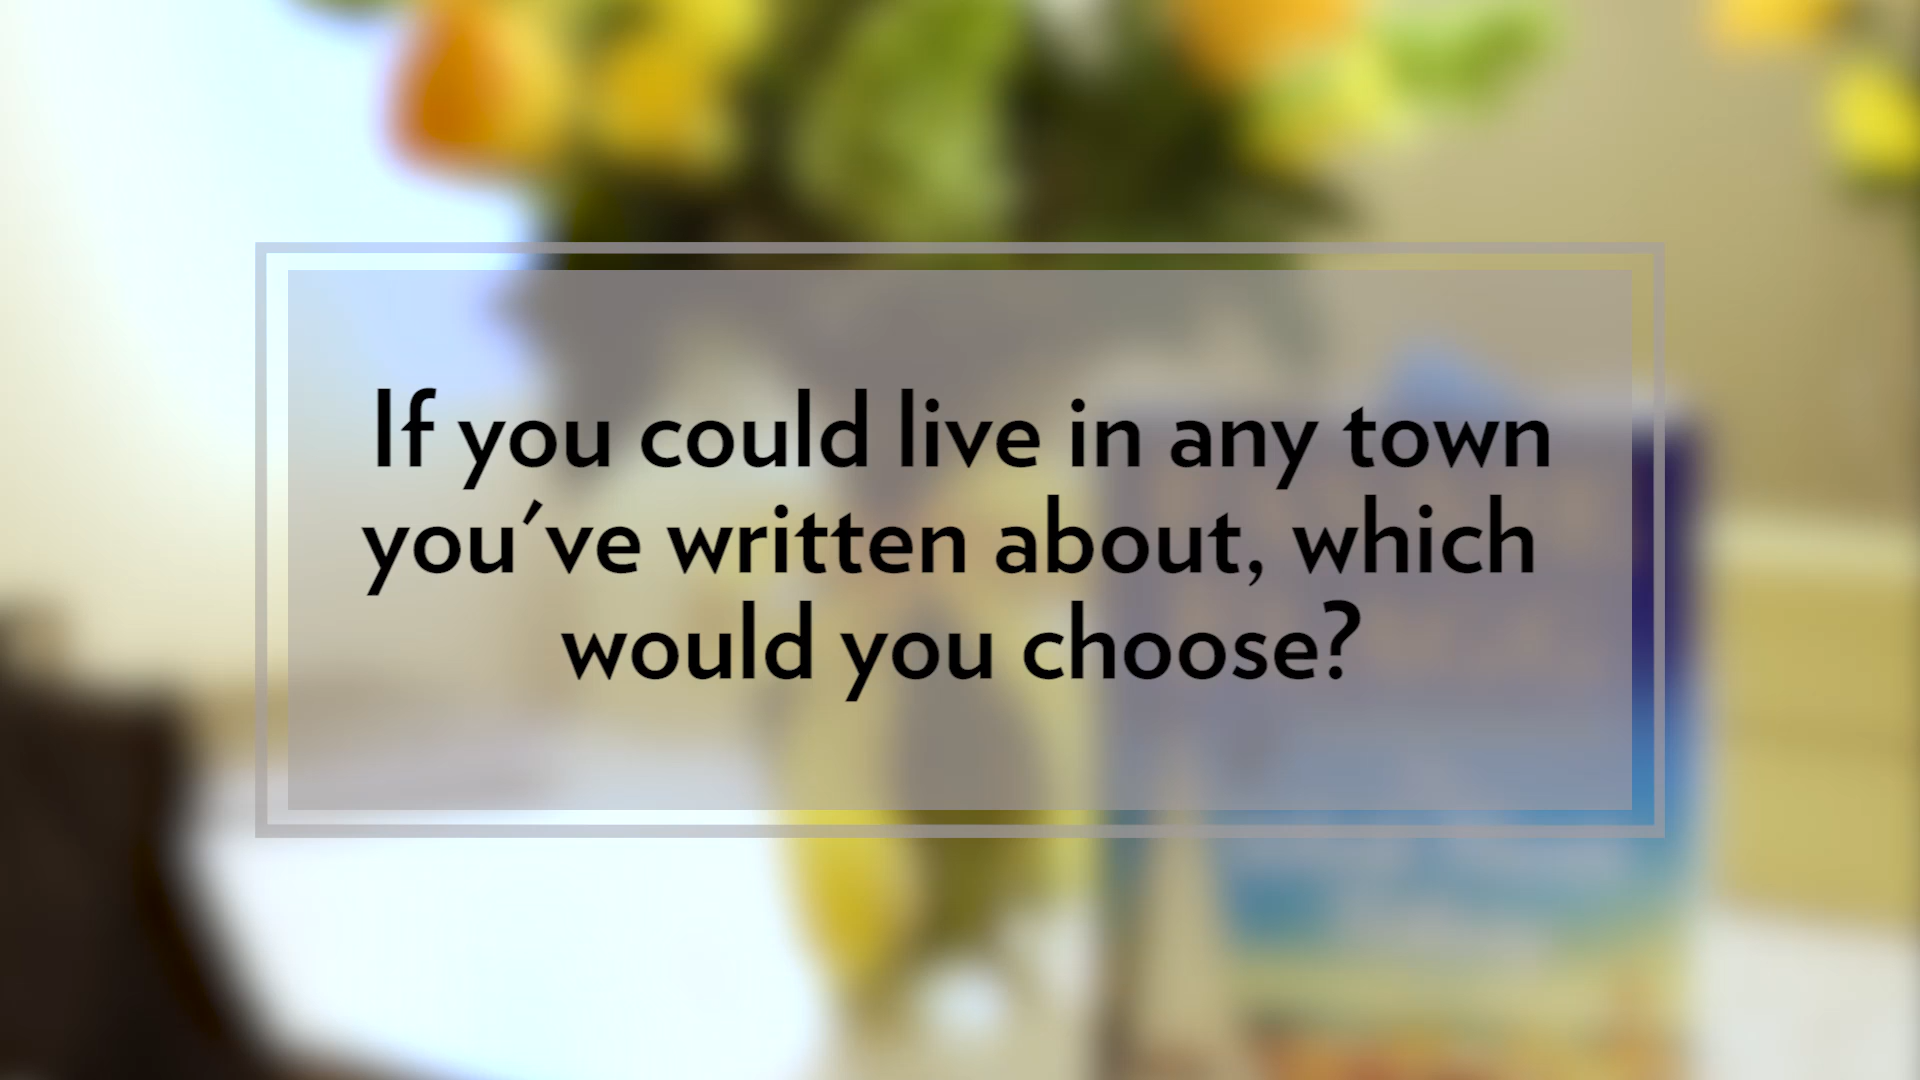 If you could live in any town
you've written about, which
would you choose?